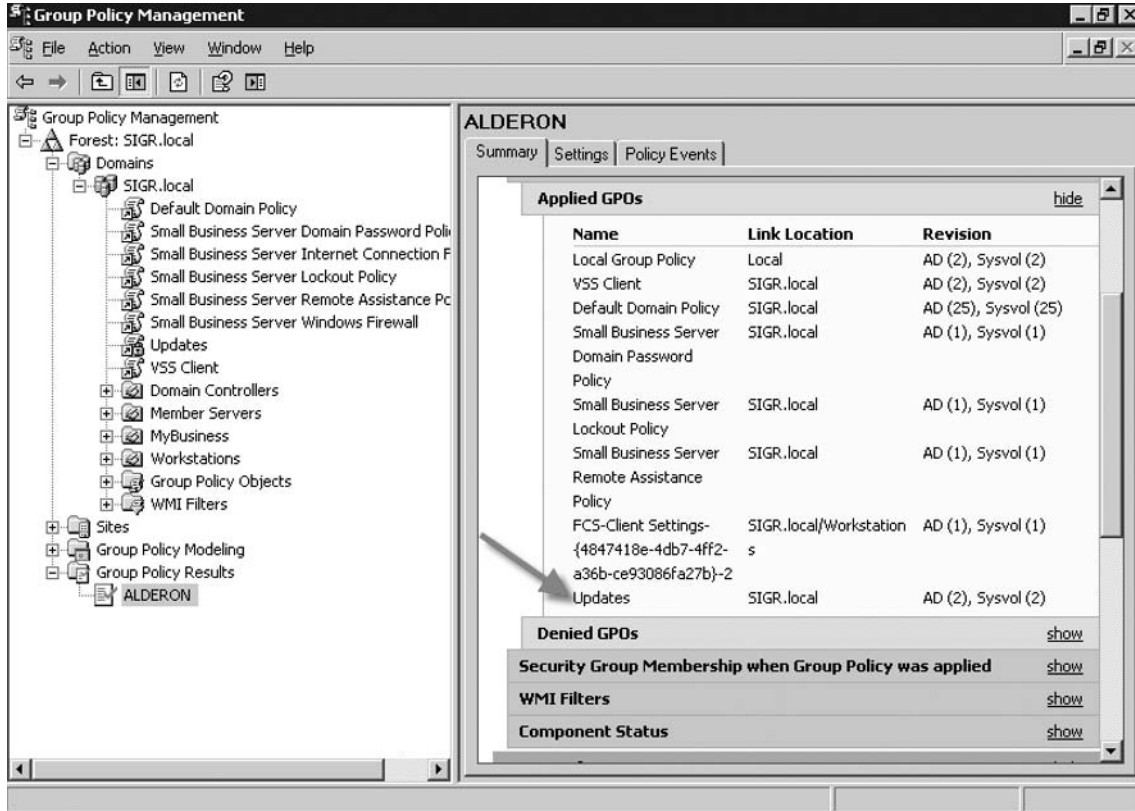 Group Policy Management
File Action View Window Help
Group Policy Management
Forest: SIGR.local
Domains
SIGR.local
Default Domain Policy
Small Business Server Domain Password Poli
Small Business Server Internet Connection F
Small Business Server Lockout Policy
Small Business Server Remote Assistance Po
Small Business Server Windows Firewall
Updates
VSS Client
Domain Controllers
Member Servers
MyBusiness
Workstations
Group Policy Objects
WMI Filters
Sites
Group Policy Modeling
Group Policy Results
ALDERON
ALDERON
Summary Settings Policy Events
Applied GPOs hide
Name Link Location Revision
Local Group Policy Local AD (2), Sysvol (2)
VSS Client SIGR.local AD (2), Sysvol (2)
Default Domain Policy SIGR.local AD (25), Sysvol (25)
Small Business Server SIGR.local AD (1), Sysvol (1)
Domain Password
Policy
Small Business Server SIGR.local AD (1), Sysvol (1)
Lockout Policy
Small Business Server SIGR.local AD (1), Sysvol (1)
Remote Assistance
Policy
FCS-Client Settings- SIGR.local/Workstation AD (1), Sysvol (1)
{4847418e-4db7-4ff2- s
a36b-ce93086fa27b}-2
Updates SIGR.local AD (2), Sysvol (2)
Denied GPOs show
Security Group Membership when Group Policy was applied show
WMI Filters show
Component Status show